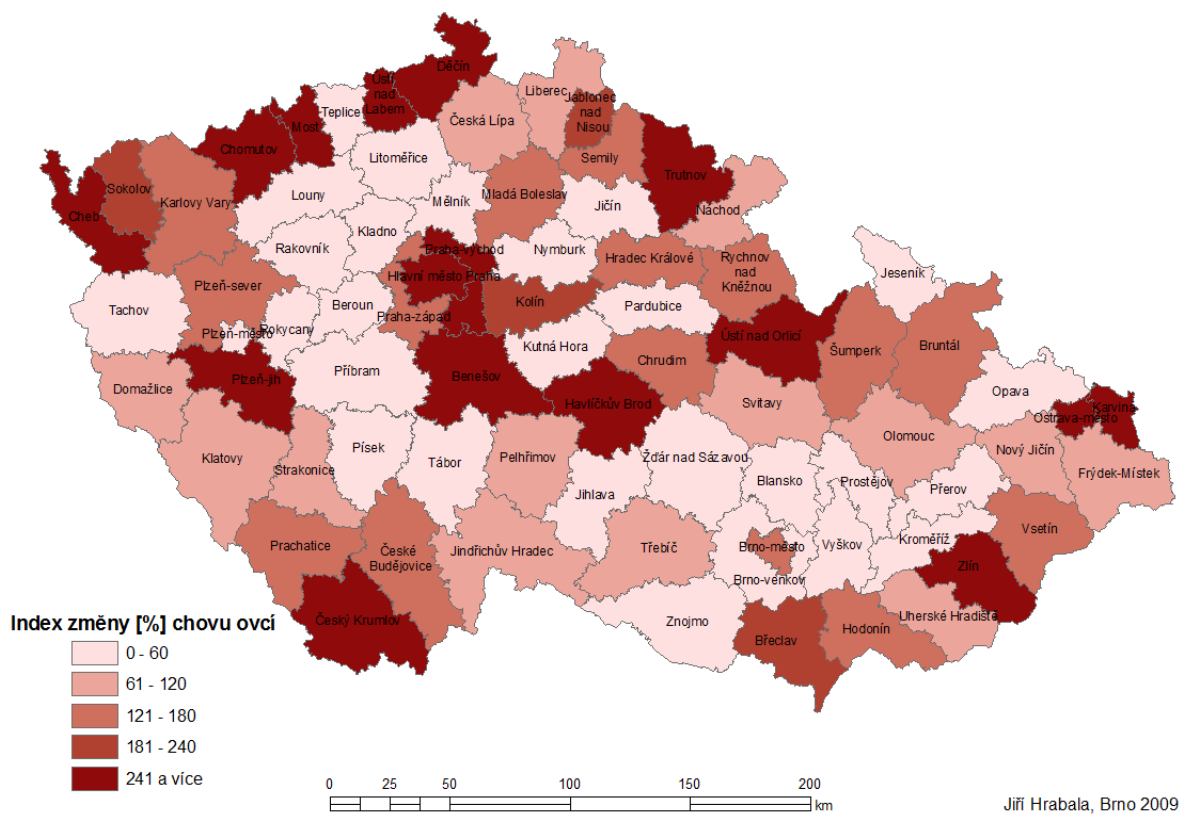 Děčín
Ústí
nad
Labem
Liberec
Jablonec
nad
Nisou
Teplice
Most
Česká Lípa
Chomutov
Litoměřice
Semily
Trutnov
Sokolov
Karlovy Vary
Cheb
Louny
Mělník
Mladá Boleslav
Jičín
Náchod
Kladno
Rakovník
Praha-východ
Nymburk
Hradec Králové
Rychnov
nad
Kněžnou
Jeseník
Hlavní město Praha
Plzeň-sever
Tachov
Beroun
Kolín
Pardubice
Praha-západ
Plzeň-město
Rokycany
Kutná Hora
Ústí nad Orlicí
Šumperk
Bruntál
Chrudim
Příbram
Benešov
Plzeň-jih
Domažlice
Havlíčkův Brod
Svitavy
Opava
Karviná
Ostrava-město
Olomouc
Nový Jičín
Frýdek-Místek
Klatovy
Strakonice
Písek
Tábor
Pelhřimov
Žďár nad Sázavou
Jihlava
Blansko
Prostějov
Přerov
Vsetín
Kroměříž
Prachatice
České
Budějovice
Jindřichův Hradec
Třebíč
Brno-město
Vyškov
Zlín
Brno-venkov
Uherské Hradiště
Český Krumlov
Znojmo
Břeclav
Hodonín
Index změny [%] chovu ovcí
0 - 60
61 - 120
121 - 180
181 - 240
241 a více
0 25 50 100 150 200
km
Jiří Hrabala, Brno 2009